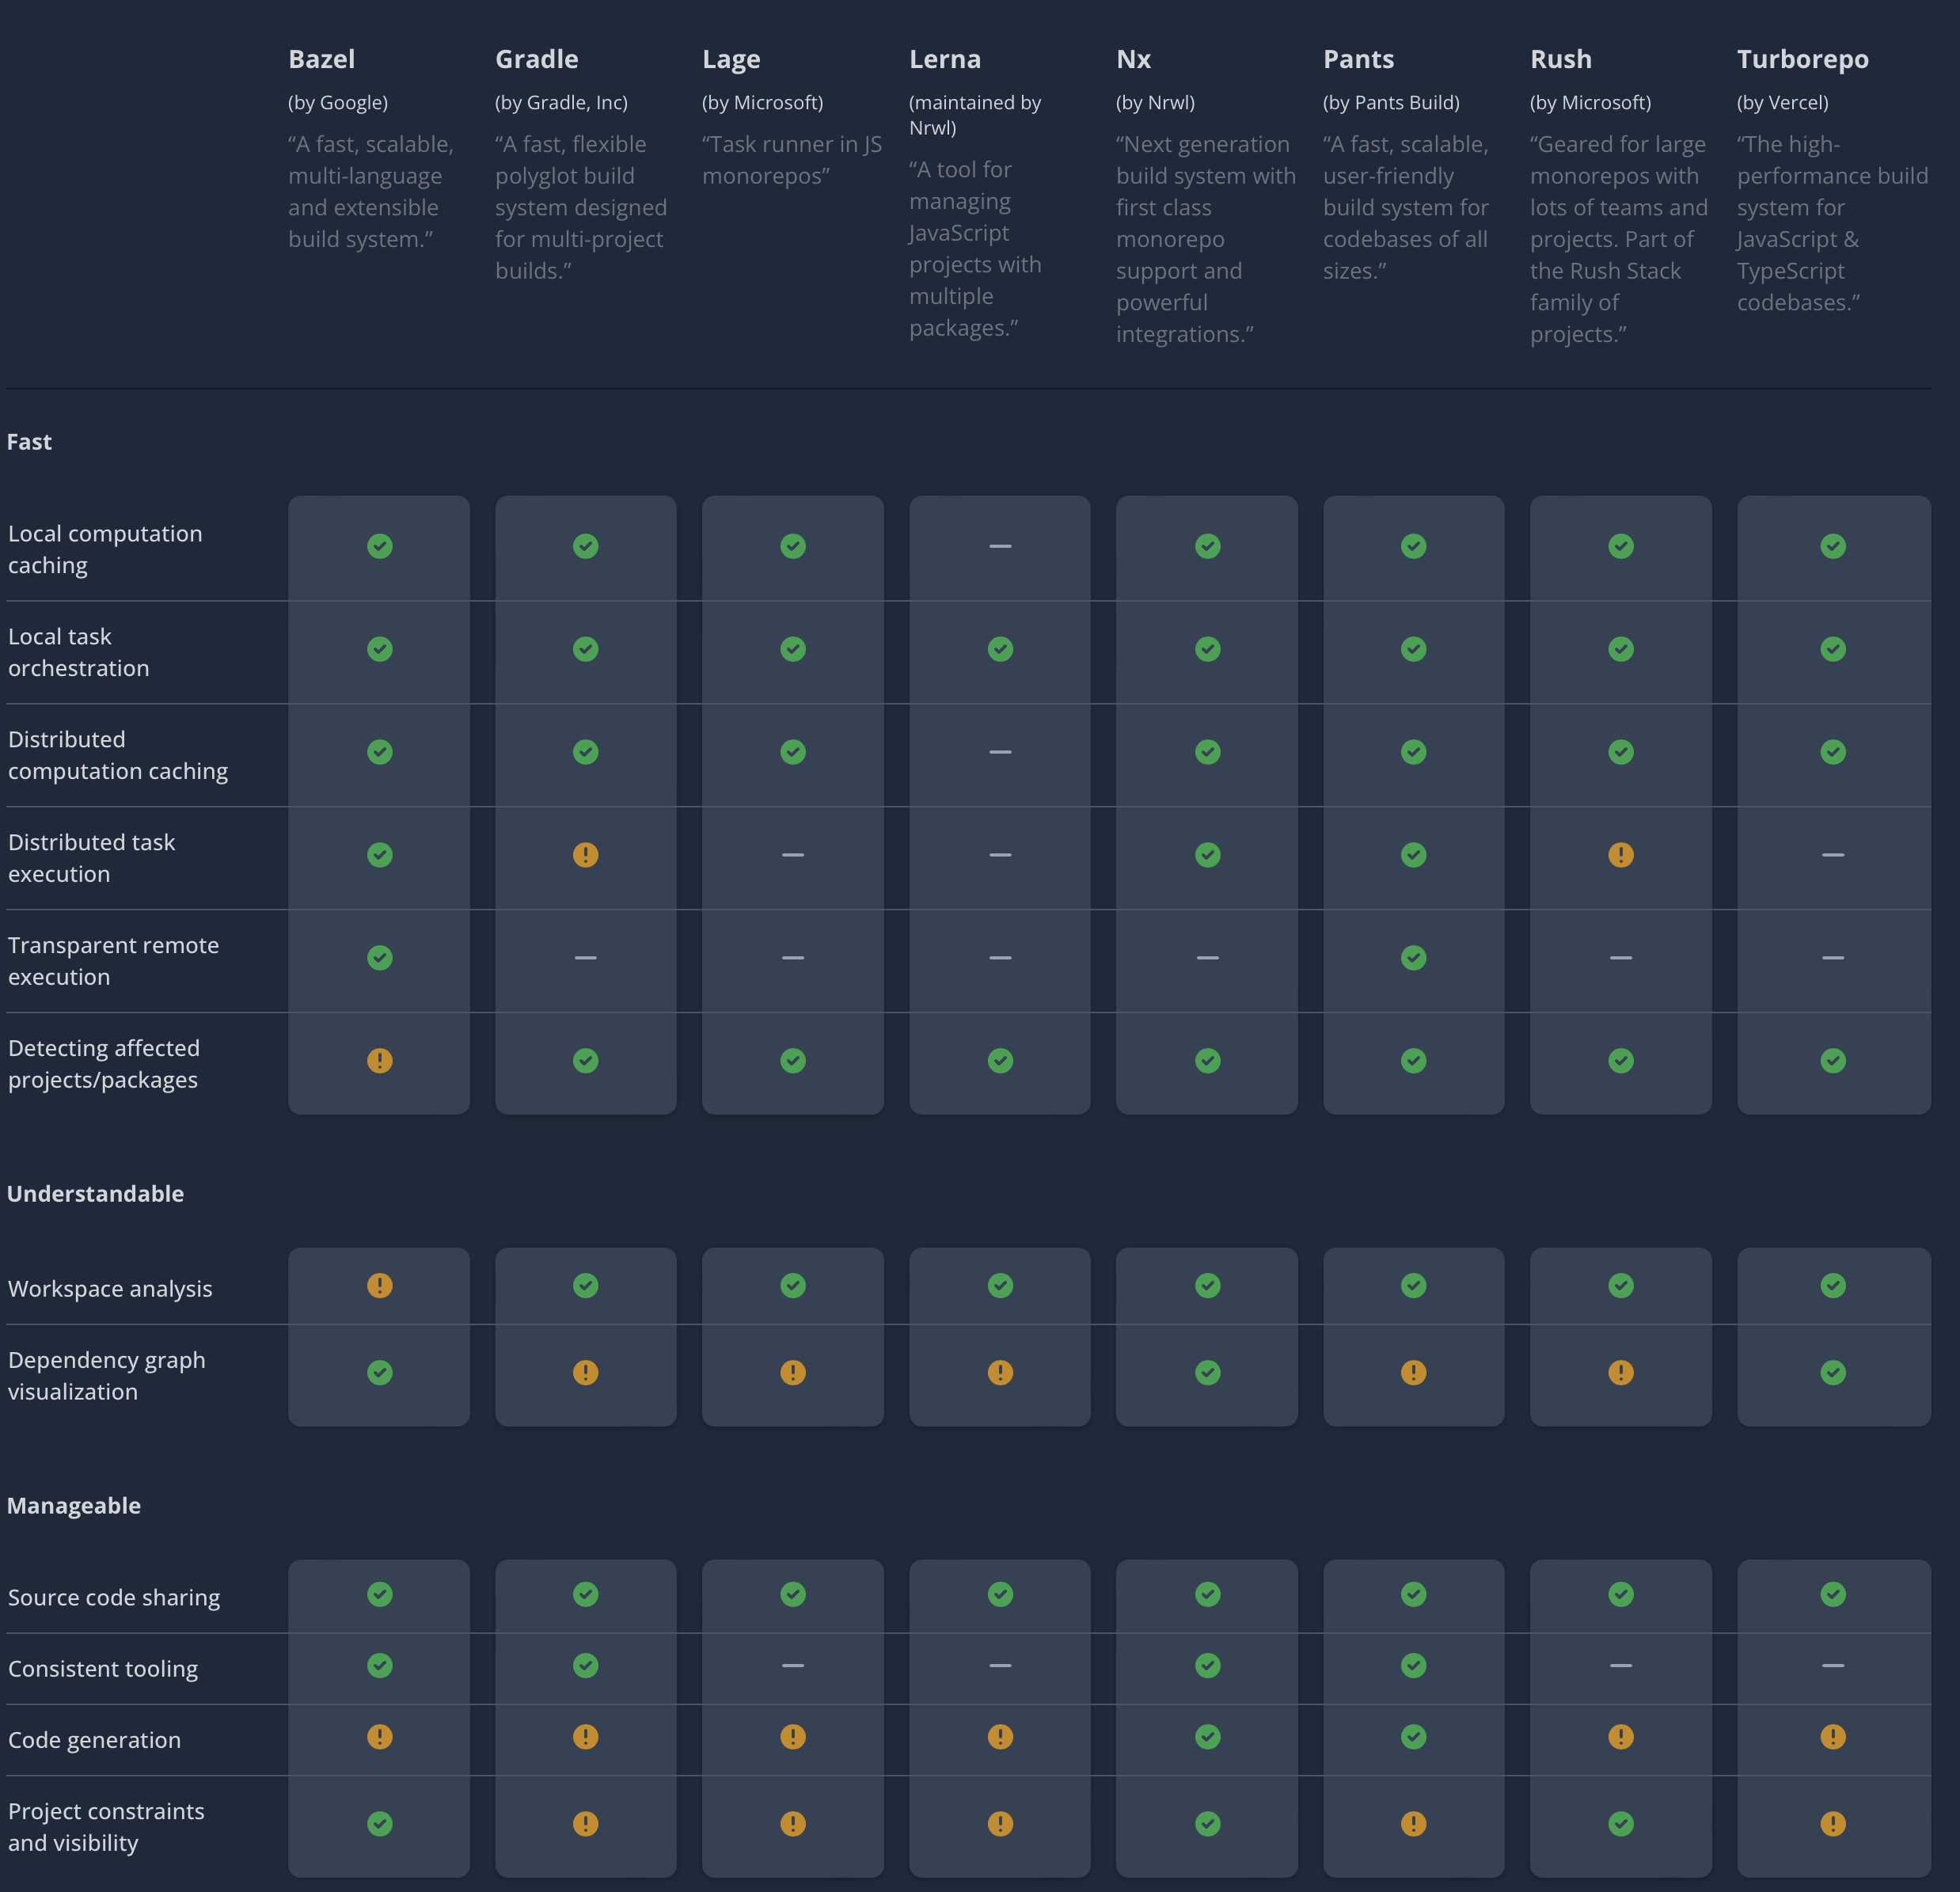 Bazel
(by Google)
“A fast, scalable,
multi-language
and extensible
build system.”
Gradle
(by Gradle, Inc)
“A fast, flexible
polyglot build
system designed
for multi-project
builds.”
Lage
(by Microsoft)
“Task runner in JS
monorepos”
Lerna
(maintained by
Nrwl)
“A tool for
managing
JavaScript
projects with
multiple
packages.”
Nx
(by Nrwl)
“Next generation
build system with
first class
monorepo
support and
powerful
integrations.”
Pants
(by Pants Build)
“A fast, scalable,
user-friendly
build system for
codebases of all
sizes.”
Rush
(by Microsoft)
“Geared for large
monorepos with
lots of teams and
projects. Part of
the Rush Stack
family of
projects.”
Turborepo
(by Vercel)
“The high-
performance build
system for
JavaScript &
TypeScript
codebases.”
Fast
Local computation
caching
Local task
orchestration
Distributed
computation caching
Distributed task
execution
Transparent remote
execution
Detecting affected
projects/packages
Understandable
Workspace analysis
Dependency graph
visualization
Manageable
Source code sharing
Consistent tooling
Code generation
Project constraints
and visibility